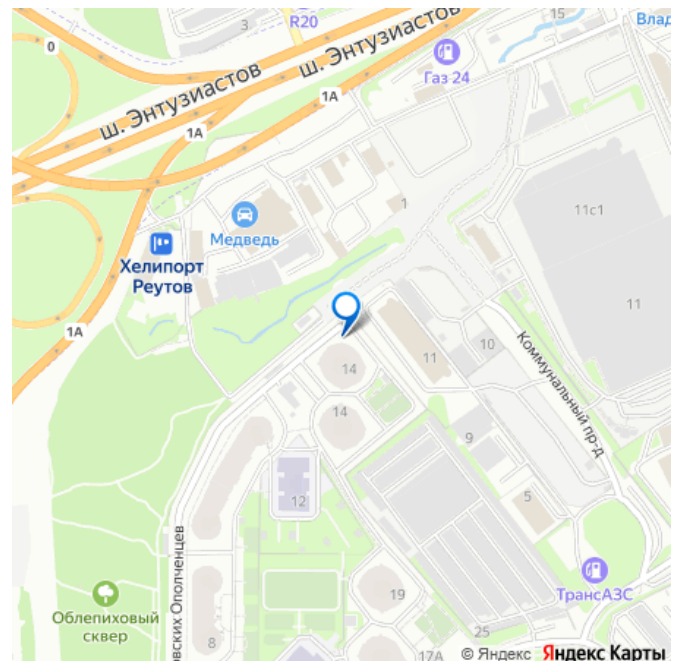 0
3
R20
15
Влад
ш. Энтузиастов
ш. Энтузиастов
Газ 24
1А
1А
11с1
1
Медведь
Хелипорт
Реутов
11
1А
14
11
10
Коммунальный пр-д
14
9
12
5
ТрансАЗС
Облепиховый
сквер
овских Ополченцев
19
8
25
17А
© Яндекс Яндекс Карты